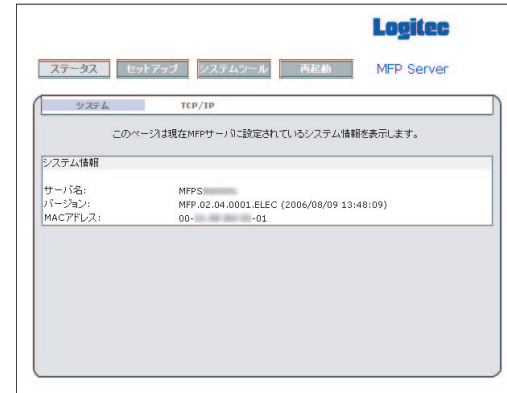 Logitec
ステータス セットアップ システムツール 再起動 MFP Server
システム TCP/IP
このページは現在MFPサーバに設定されているシステム情報を表示します。
システム情報
サーバ名: MFPS
バージョン: MFP.02.04.0001.ELEC (2006/08/09 13:48:09)
MACアドレス: 00- -01